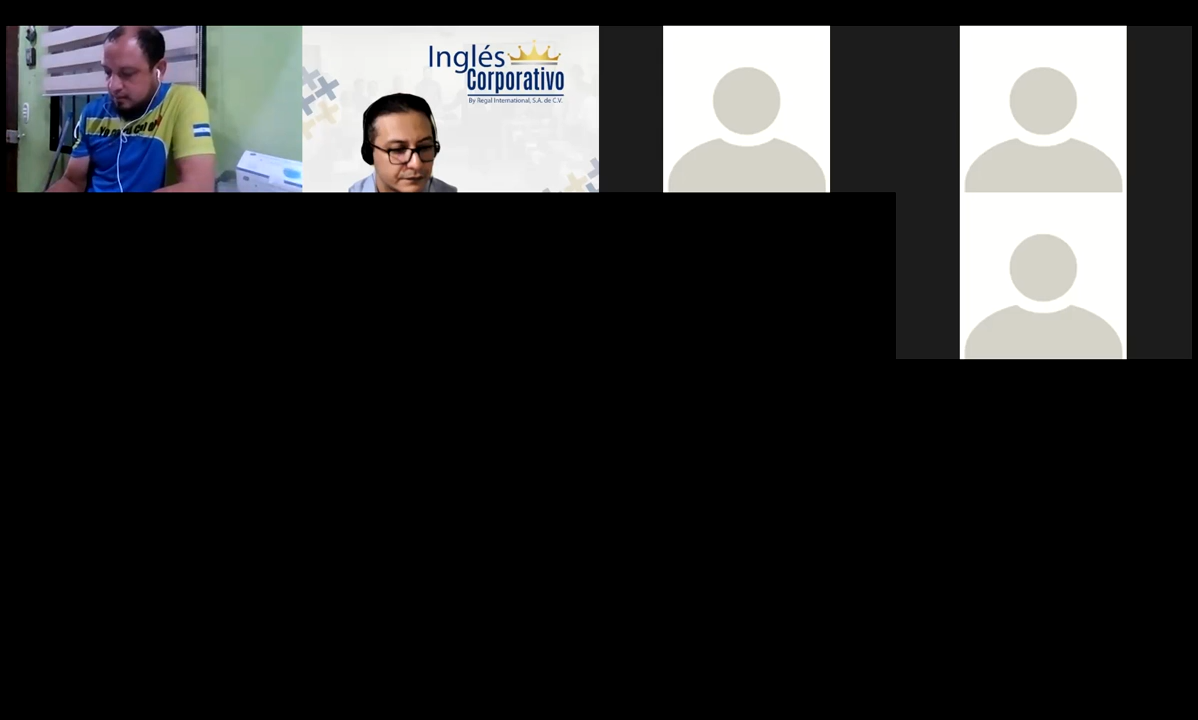 Inglés
Corporativo
By Regal International, S.A. de C.V.